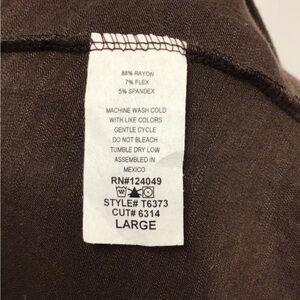 88% RAYON
7% FLEX
5% SPANDEX
MACHINE WASH COLD
WITH LIKE COLORS
GENTLE CYCLE
DO NOT BLEACH
TUMBLE DRY LOW
ASSEMBLED IN
MEXICO
RN#124049
STYLE# T6373
CUT# 6314
LARGE